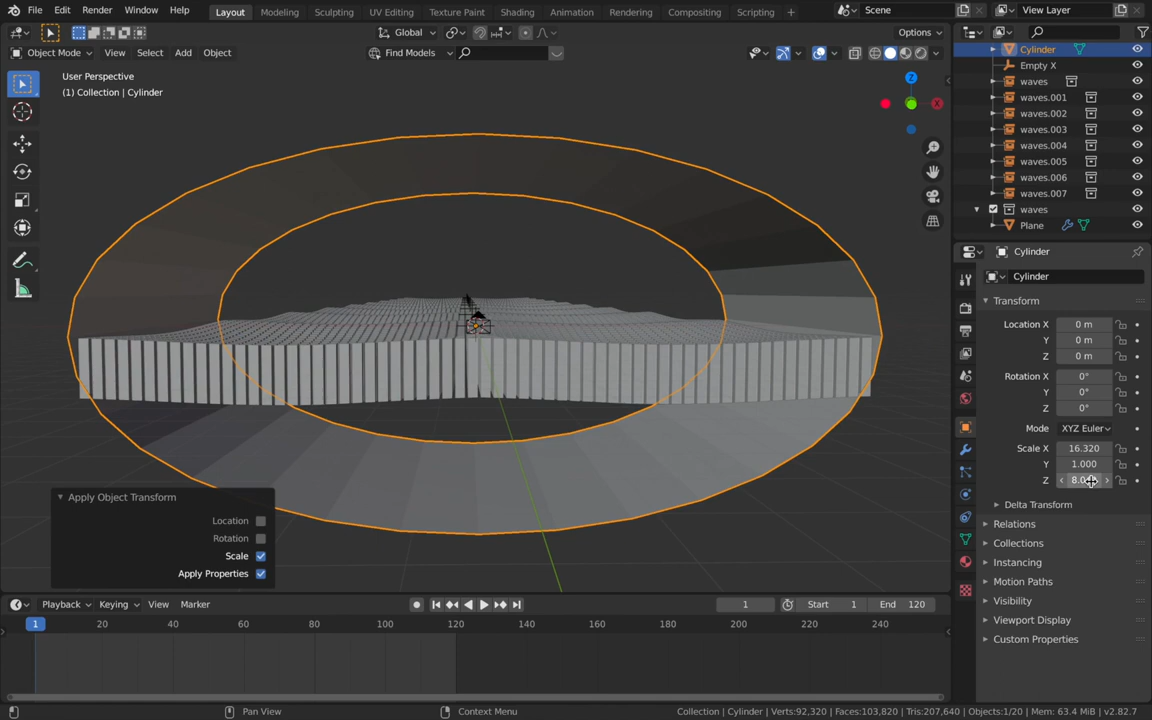 File Edit Render Window Help Layout Modeling Sculpting UV Editing Texture Paint Shading Animation Rendering Compositing Scripting + Scene View Layer
Global Options
Object Mode View Select Add Object Find Models
User Perspective
(1) Collection | Cylinder
Z
X
Cylinder
Empty X
waves
waves.001
waves.002
waves.003
waves.004
waves.005
waves.006
waves.007
waves
Plane
Cylinder
Cylinder
Transform
Location X 0 m
Y 0 m
Z 0 m
Rotation X 0°
Y 0°
Z 0°
Mode XYZ Euler
Scale X 16.320
Y 1.000
Z
Delta Transform
Relations
Collections
Instancing
Motion Paths
Visibility
Viewport Display
Custom Properties
Apply Object Transform
Location
Rotation
Scale
Apply Properties
Playback Keying View Marker 1 Start 1 End 120
1 20 40 60 80 100 120 140 160 180 200 220 240
Pan View Context Menu Collection | Cylinder | Verts:92,320 | Faces:103,820 | Tris:207,640 | Objects:1/20 | Mem: 63.4 MiB | v2.82.7